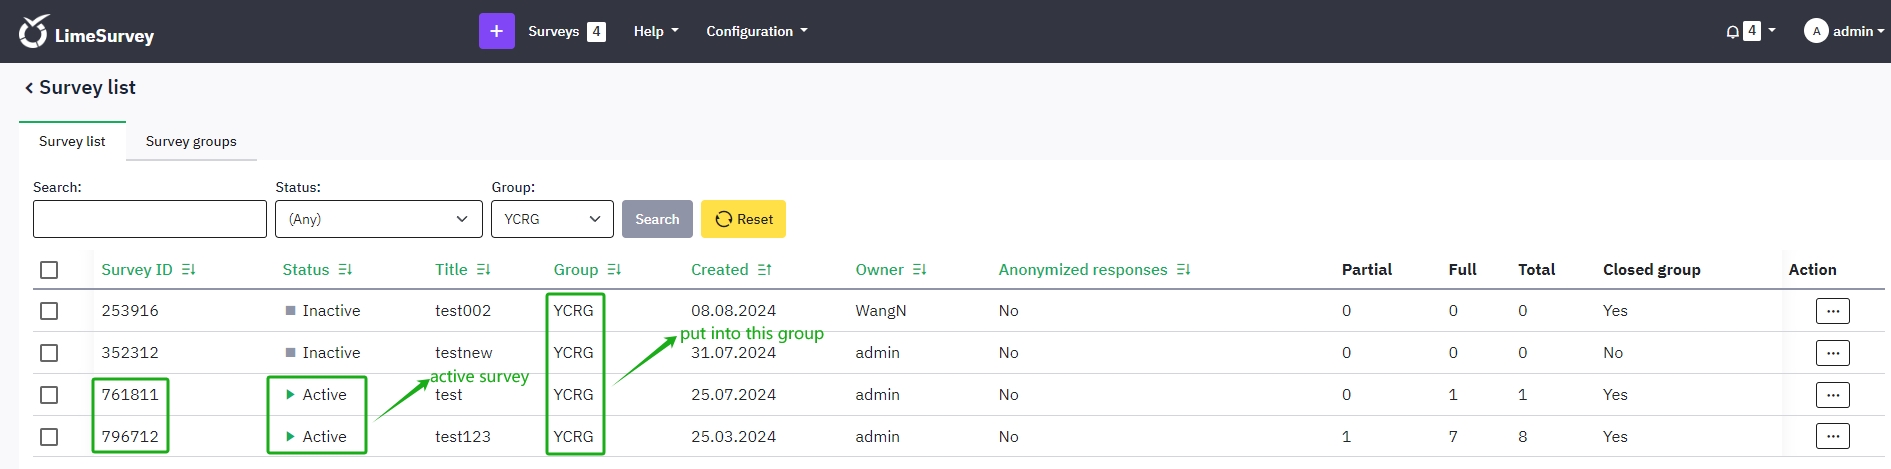 LimeSurvey + Surveys 4 Help Configuration 4 A admin
Survey list
Survey list Survey groups
Search: Status: Group:
(Any) YCRG Search Reset
Survey ID Status Title Group Created Owner Anonymized responses Partial Full Total Closed group Action
253916 Inactive test002 YCRG 08.08.2024 WangN No 0 0 0 Yes ...
put into this group
352312 Inactive testnew YCRG 31.07.2024 admin No 0 0 0 No ...
active survey
761811 Active test YCRG 25.07.2024 admin No 0 1 1 Yes ...
796712 Active test123 YCRG 25.03.2024 admin No 1 7 8 Yes ...